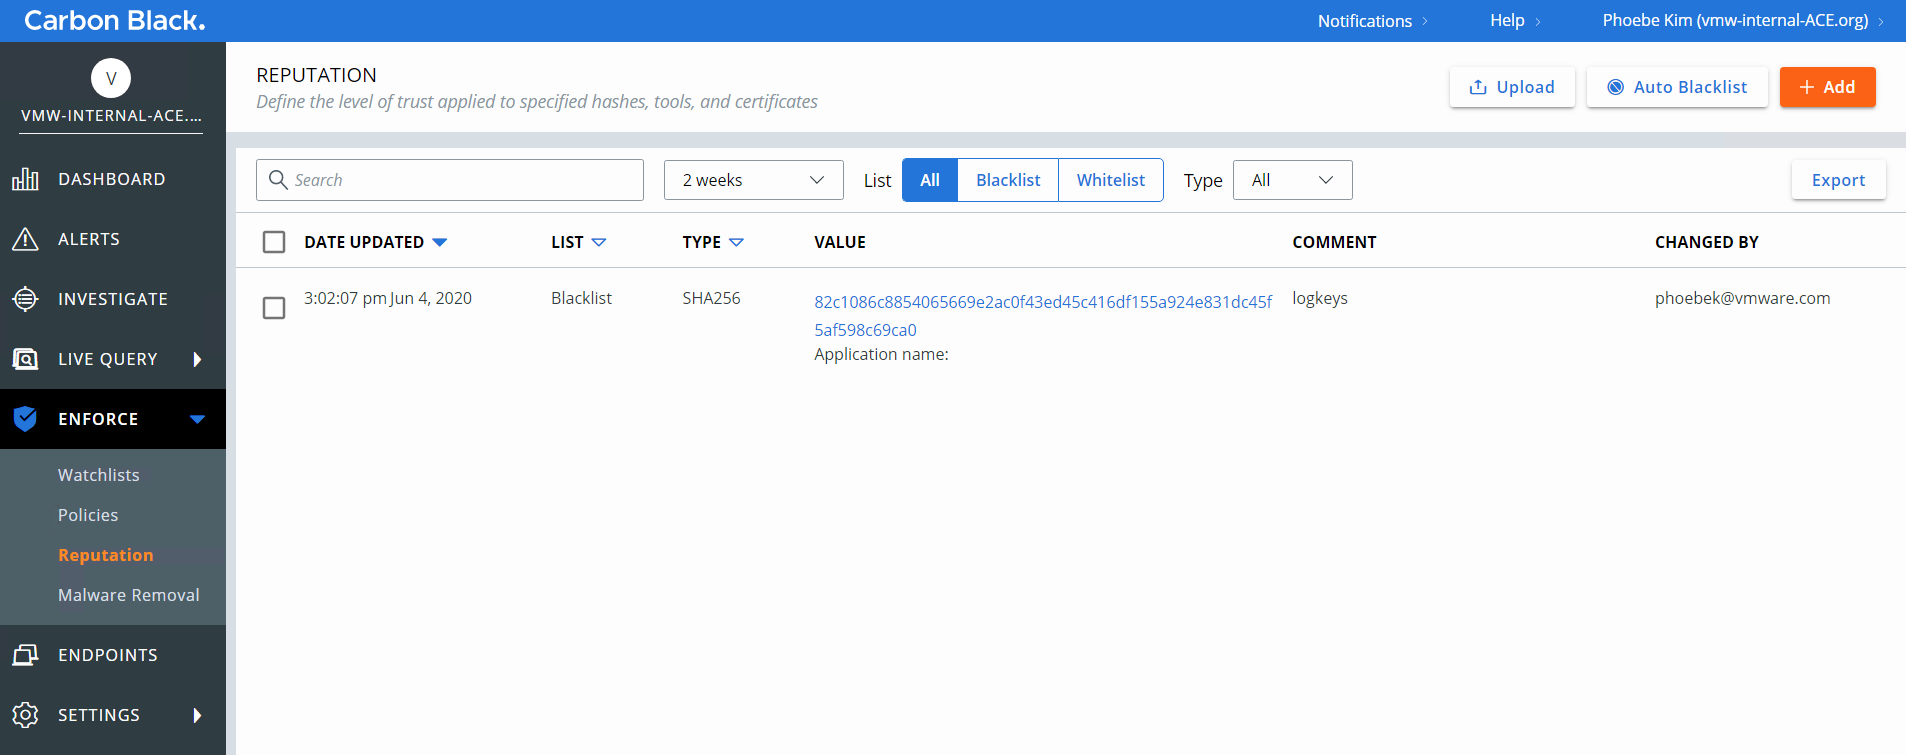 Carbon Black.
Notifications
Help
Phoebe Kim (vmw-internal-ACE.org)
V
VMW-INTERNAL-ACE....
DASHBOARD
ALERTS
INVESTIGATE
LIVE QUERY
ENFORCE
Watchlists
Policies
Reputation
Malware Removal
ENDPOINTS
SETTINGS
REPUTATION
Define the level of trust applied to specified hashes, tools, and certificates
Upload
Auto Blacklist
+ Add
Search
2 weeks
List
All
Blacklist
Whitelist
Type
All
Export
DATE UPDATED
LIST
TYPE
VALUE
COMMENT
CHANGED BY
3:02:07 pm Jun 4, 2020
Blacklist
SHA256
82c1086c8854065669e2ac0f43ed45c416df155a924e831dc45f
5af598c69ca0
Application name:
logkeys
phoebek@vmware.com